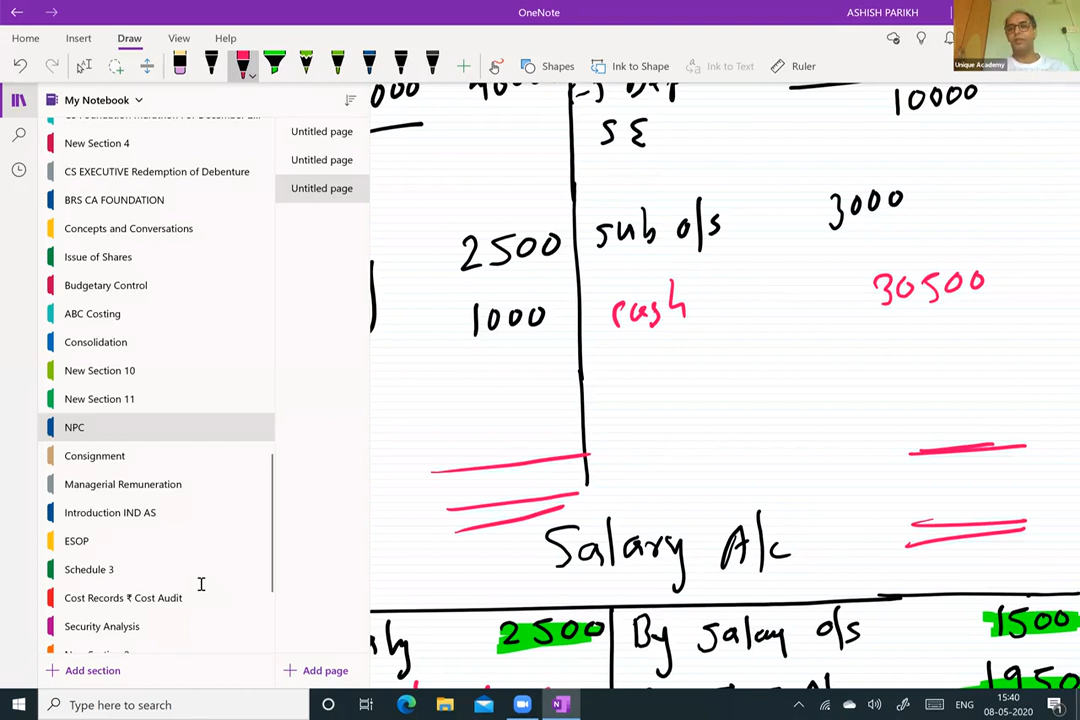 OneNote
ASHISH PARIKH
Unique Academy
Home
Insert
Draw
View
Help
Shapes
Ink to Shape
Ink to Text
Ruler
My Notebook
New Section 4
CS EXECUTIVE Redemption of Debenture
BRS CA FOUNDATION
Concepts and Conversations
Issue of Shares
Budgetary Control
ABC Costing
Consolidation
New Section 10
New Section 11
NPC
Consignment
Managerial Remuneration
Introduction IND AS
ESOP
Schedule 3
Cost Records ₹ Cost Audit
Security Analysis
Add section
Untitled page
Untitled page
Untitled page
Add page
10000
2500 sub o/s 3000
1000 cash 30500
Salary A/c
2500 By salary o/s 1500
1950
Type here to search
ENG
15:40
08-05-2020
1